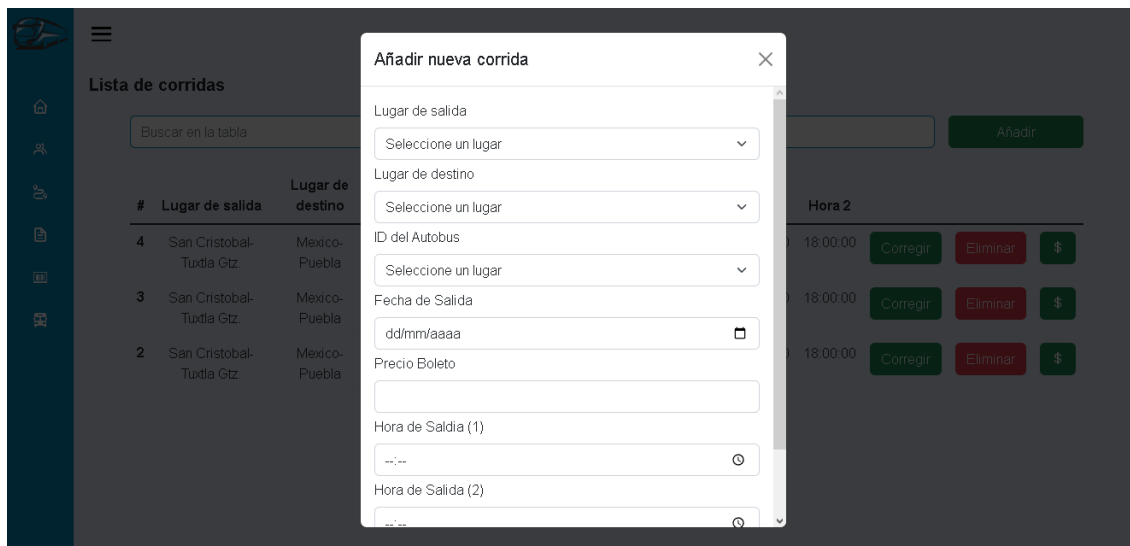 Añadir nueva corrida
Lista de corridas
Lugar de salida
Buscar en la tabla
Añadir
Seleccione un lugar
Lugar de destino
Seleccione un lugar
ID del Autobus
Seleccione un lugar
Fecha de Salida
dd/mm/aaaa
Precio Boleto
Hora de Saldia (1)
--:--
Hora de Salida (2)
--:--
# Lugar de salida Lugar de destino Hora 2
4 San Cristobal-Tuxtla Gtz. Mexico-Puebla 18:00:00 Corregir Eliminar $
3 San Cristobal-Tuxtla Gtz. Mexico-Puebla 18:00:00 Corregir Eliminar $
2 San Cristobal-Tuxtla Gtz. Mexico-Puebla 18:00:00 Corregir Eliminar $